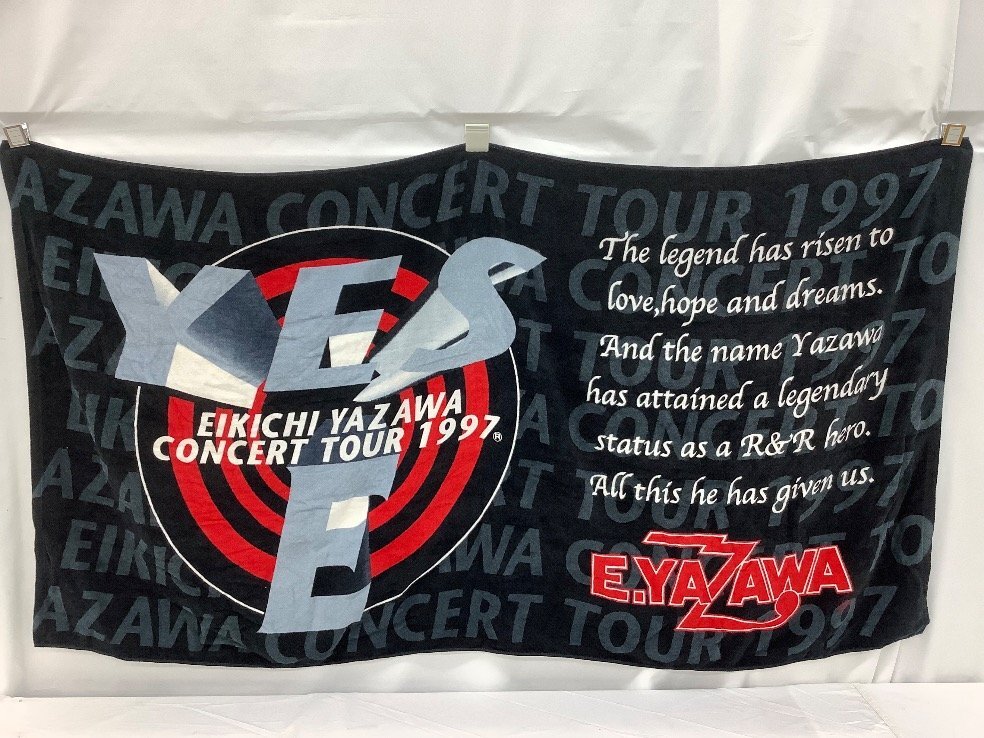 AZAWA CONCERT TOUR 1997
YES
E
EIKICHI YAZAWA
CONCERT TOUR 1997®
The legend has risen to
love,hope and dreams.
And the name Yazawa
has attained a legendary
status as a R&R hero.
All this he has given us.
E.YAZAWA
AZAWA CONCERT TOUR 1997